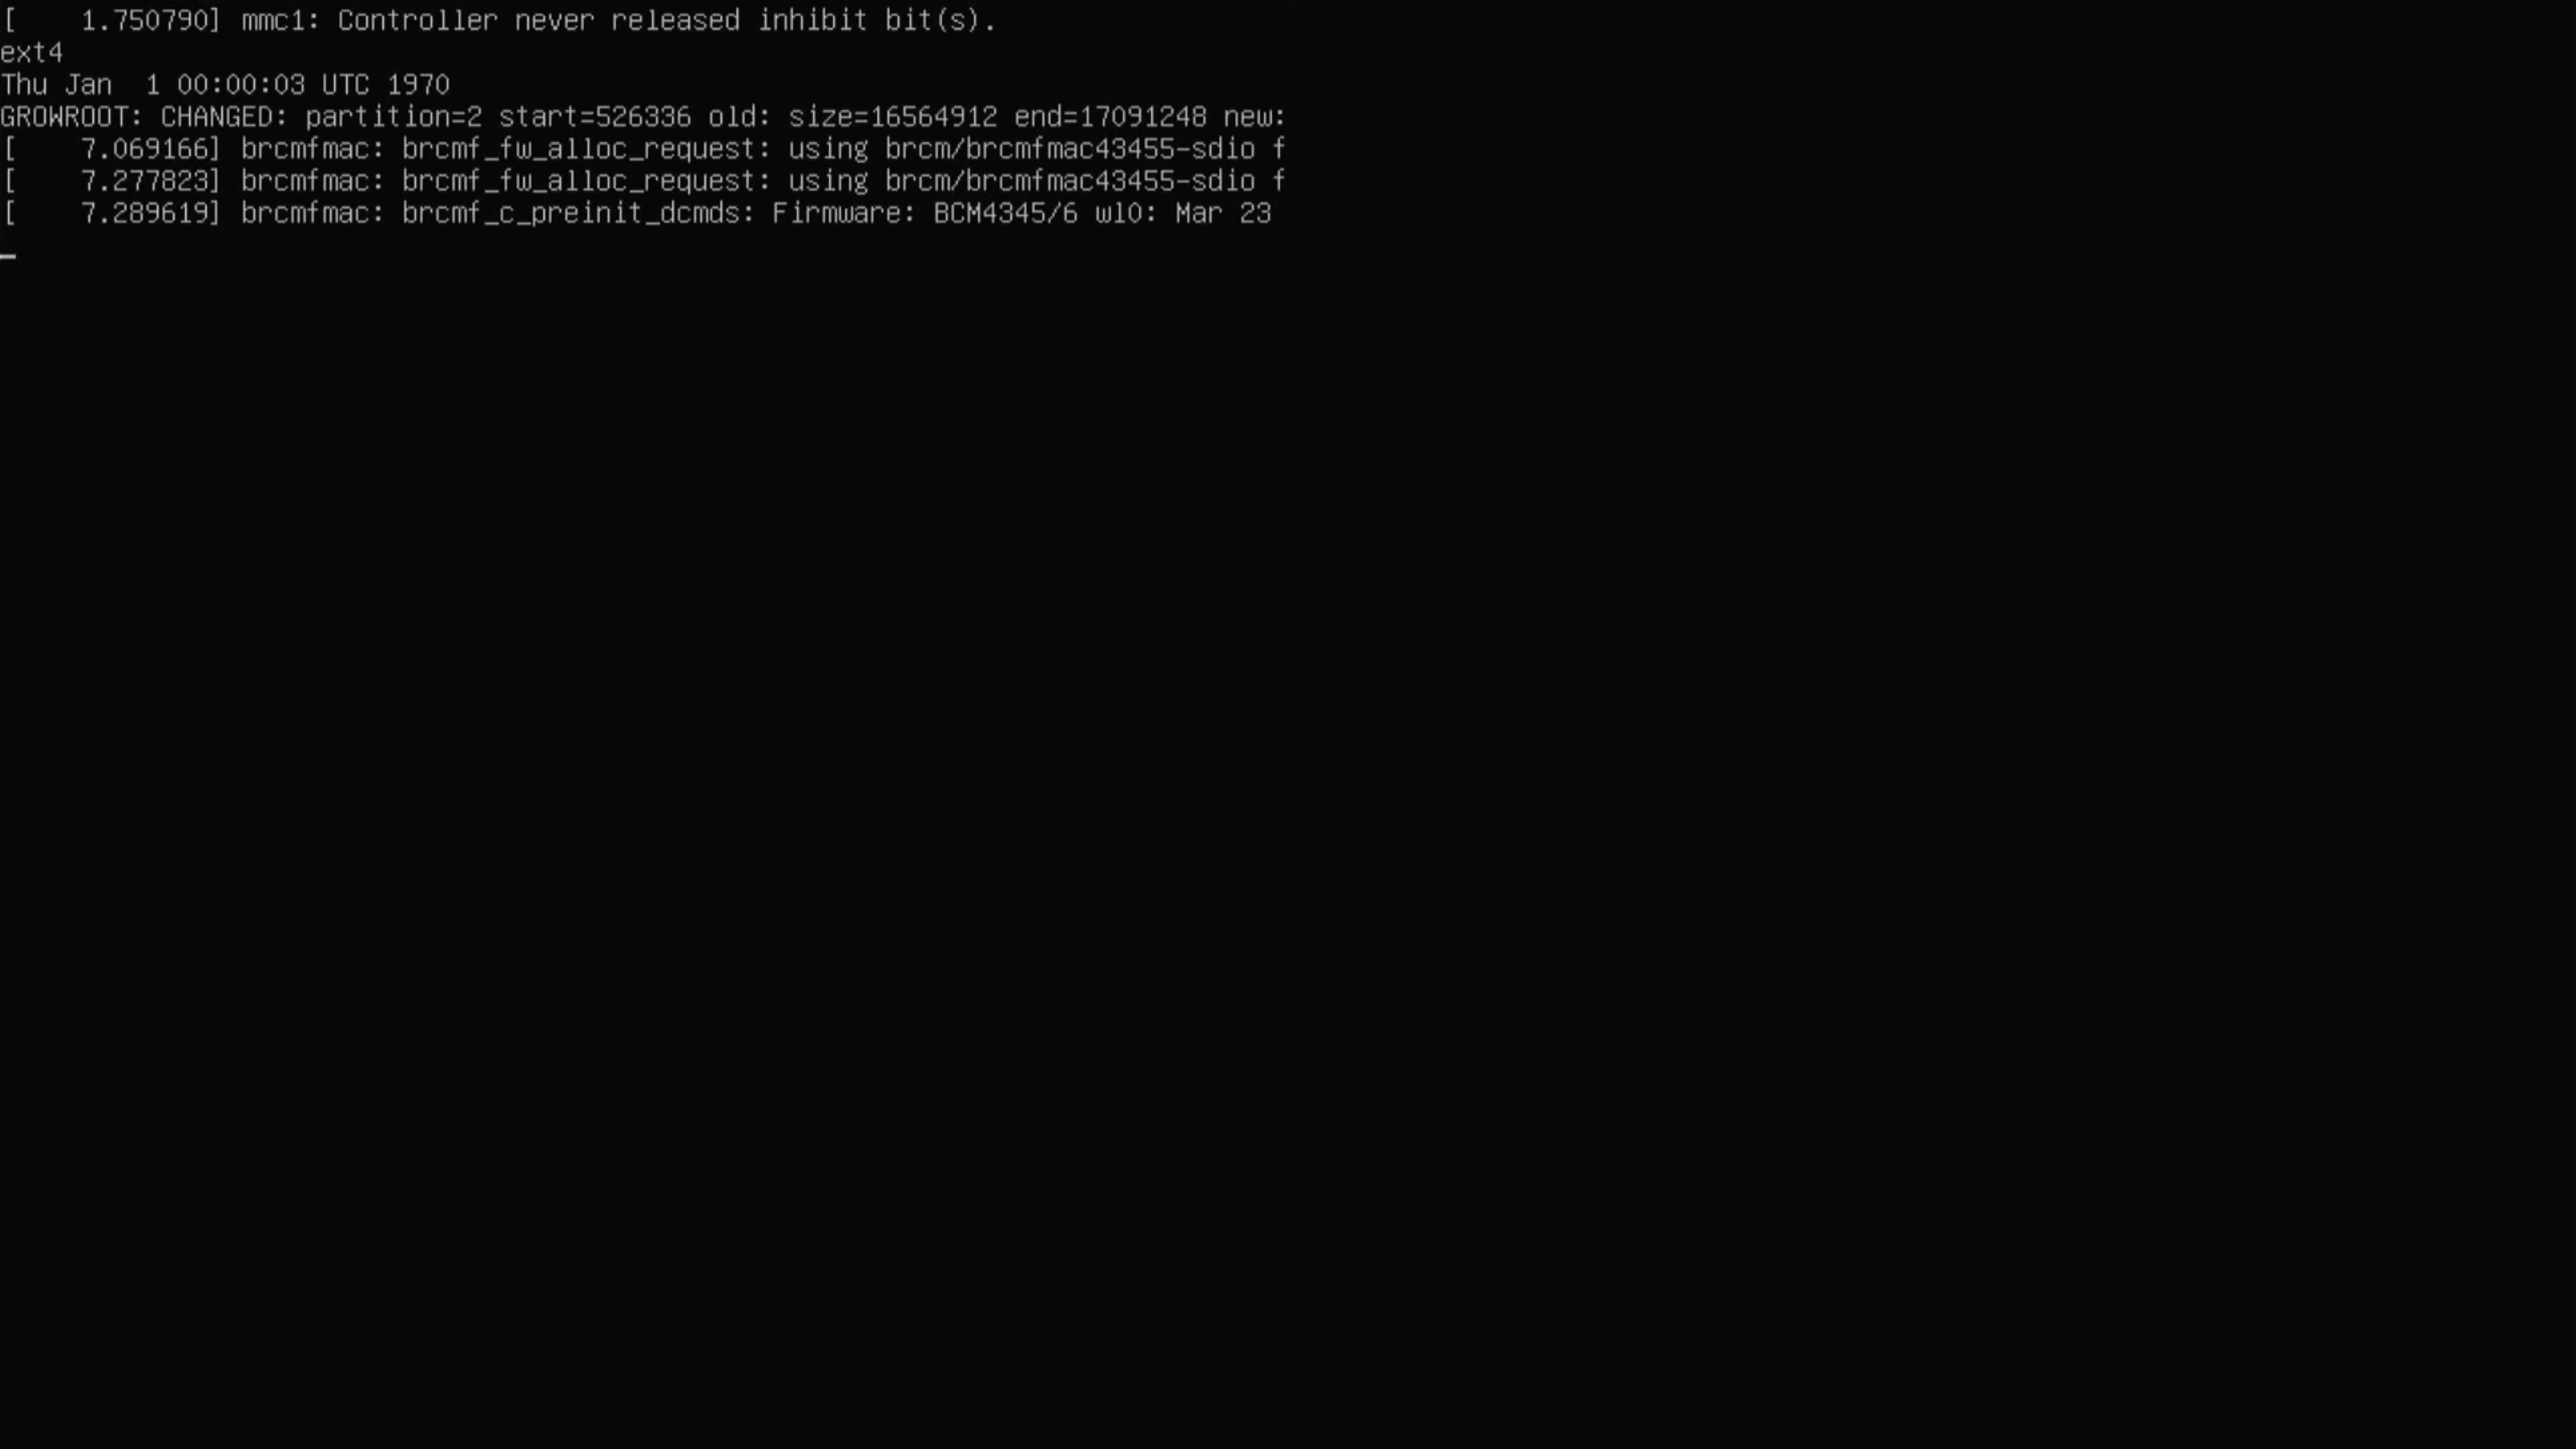 [    1.750790] mmc1: Controller never released inhibit bit(s).
ext4
Thu Jan  1 00:00:03 UTC 1970
GROWROOT: CHANGED: partition=2 start=526336 old: size=16564912 end=17091248 new:
[    7.069166] brcmfmac: brcmf_fw_alloc_request: using brcm/brcmfmac43455-sdio f
[    7.277823] brcmfmac: brcmf_fw_alloc_request: using brcm/brcmfmac43455-sdio f
[    7.289619] brcmfmac: brcmf_c_preinit_dcmds: Firmware: BCM4345/6 wl0: Mar 23